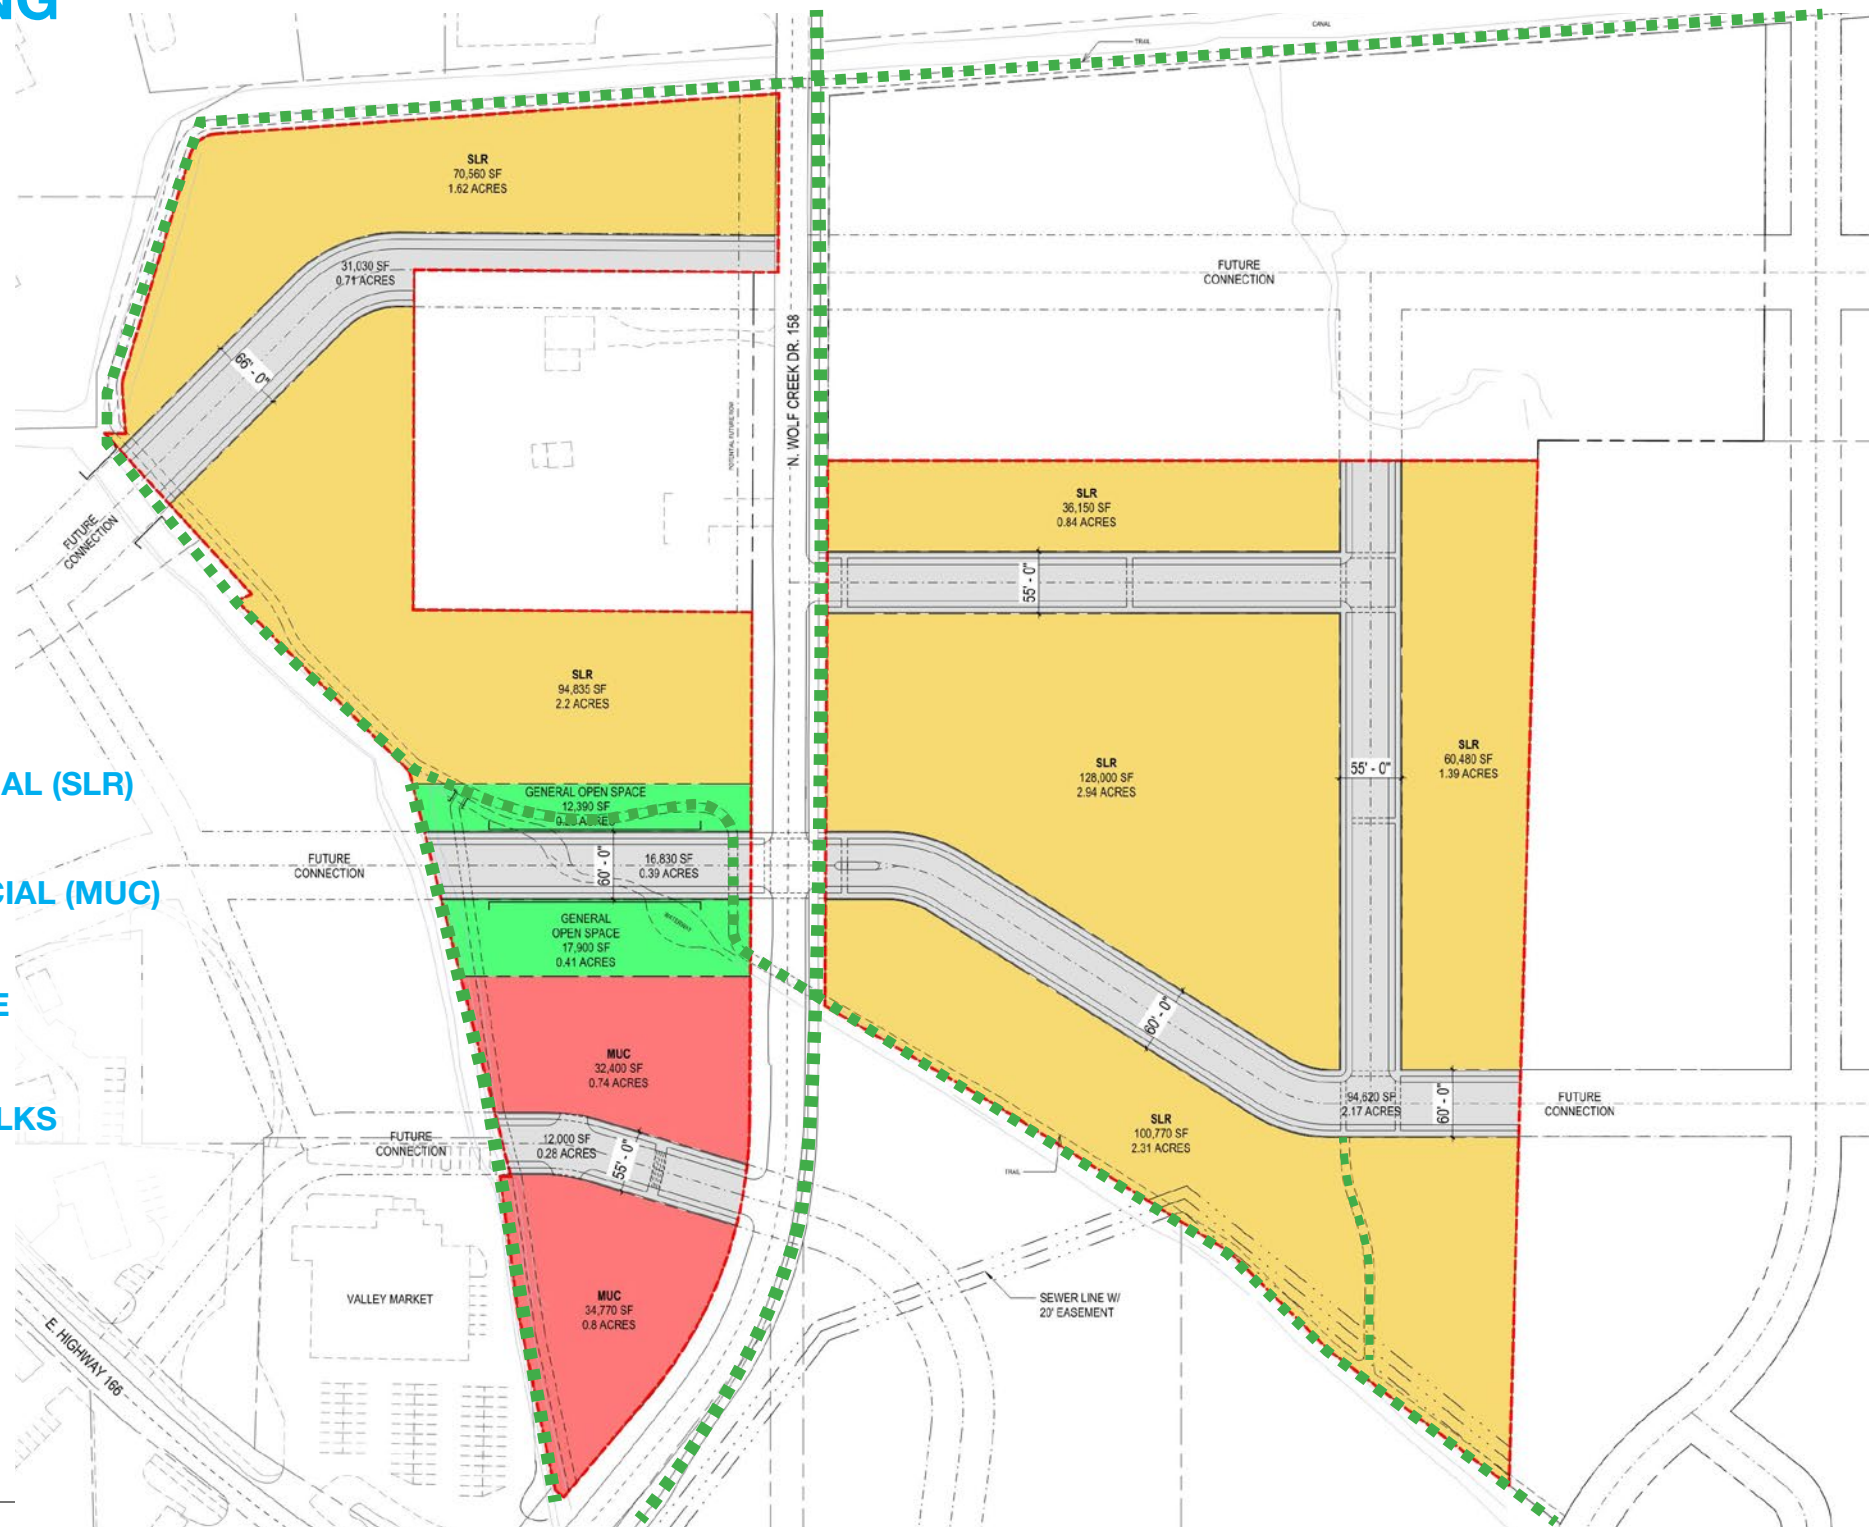 NG
CANAL
TRAIL
SLR
70,560 SF
1.62 ACRES
31,030 SF
0.71 ACRES
66' - 0"
FUTURE
CONNECTION
POTENTIAL FUTURE ROW
N. WOLF CREEK DR. 158
FUTURE
CONNECTION
SLR
36,150 SF
0.84 ACRES
55' - 0"
SLR
94,835 SF
2.2 ACRES
SLR
128,000 SF
2.94 ACRES
55' - 0"
SLR
60,480 SF
1.39 ACRES
AL (SLR)
GENERAL OPEN SPACE
12,390 SF
ACRES
FUTURE
CONNECTION
60' - 0"
16,830 SF
0.39 ACRES
CIAL (MUC)
GENERAL
OPEN SPACE
17,900 SF
0.41 ACRES
WATERWAY
E
60' - 0"
MUC
32,400 SF
0.74 ACRES
LKS
FUTURE
CONNECTION
12,000 SF
0.28 ACRES
55' - 0"
SLR
100,770 SF
2.31 ACRES
TRAIL
94,620 SF
2.17 ACRES
60' - 0"
FUTURE
CONNECTION
VALLEY MARKET
MUC
34,770 SF
0.8 ACRES
SEWER LINE W/
20' EASEMENT
E. HIGHWAY 166